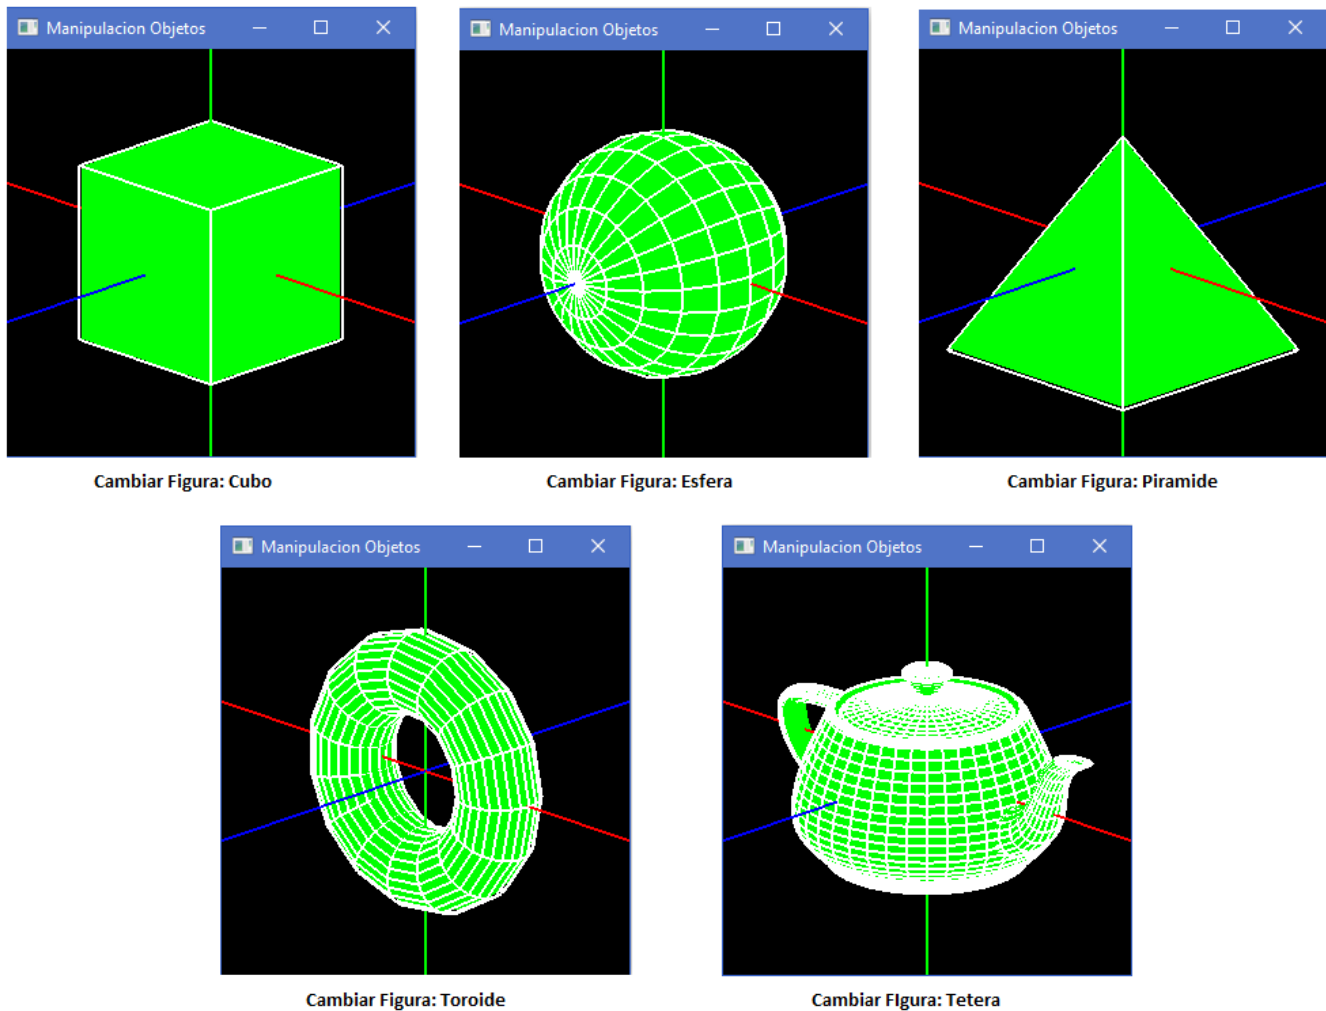 Manipulacion Objetos
Manipulacion Objetos
Manipulacion Objetos
Cambiar Figura: Cubo
Cambiar Figura: Esfera
Cambiar Figura: Piramide
Manipulacion Objetos
Manipulacion Objetos
Cambiar Figura: Toroide
Cambiar FIgura: Tetera